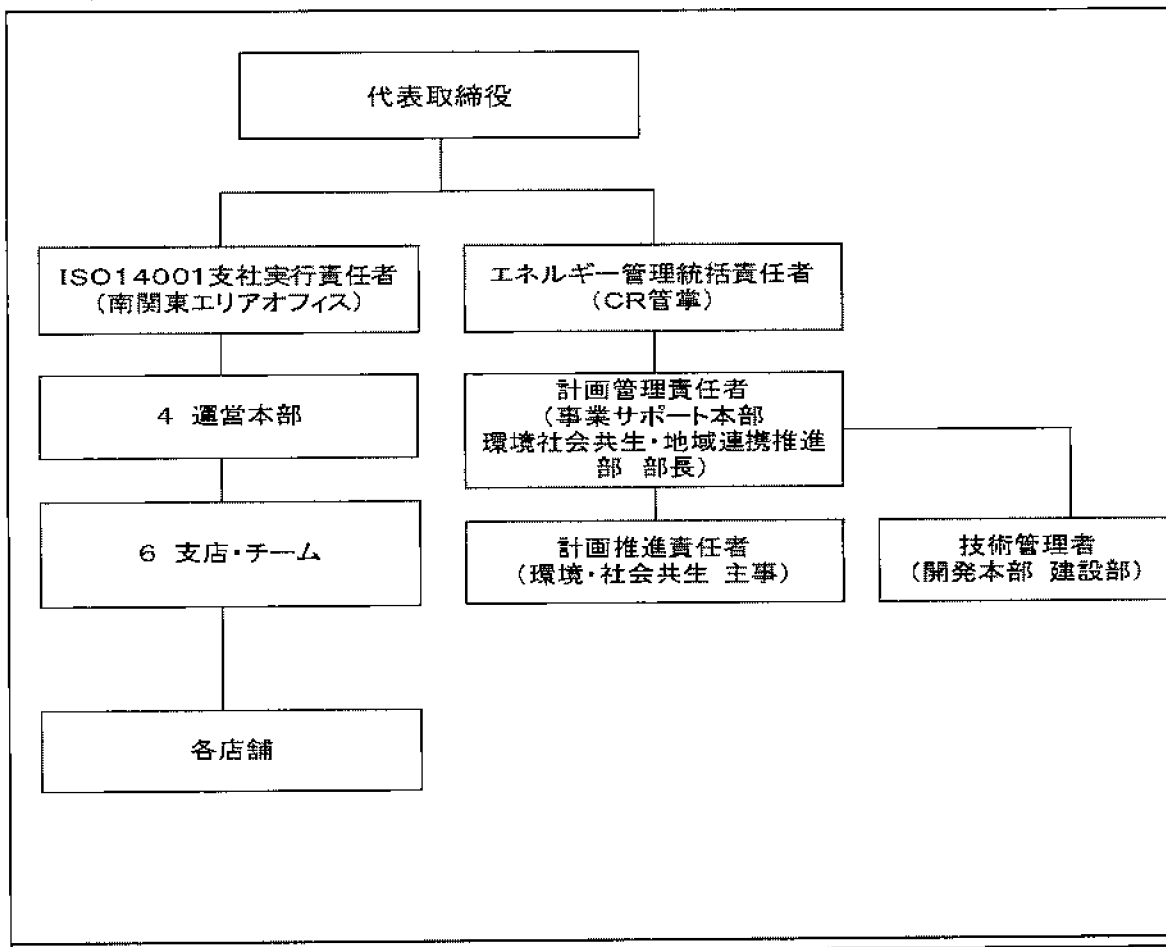 代表取締役
ISO14001支社実行責任者
(南関東エリアオフィス)
エネルギー管理統括責任者
(CR管掌)
4 運営本部
計画管理責任者
(事業サポート本部
環境社会共生・地域連携推進
部 部長)
6 支店・チーム
計画推進責任者
(環境・社会共生 主事)
技術管理者
(開発本部 建設部)
各店舗